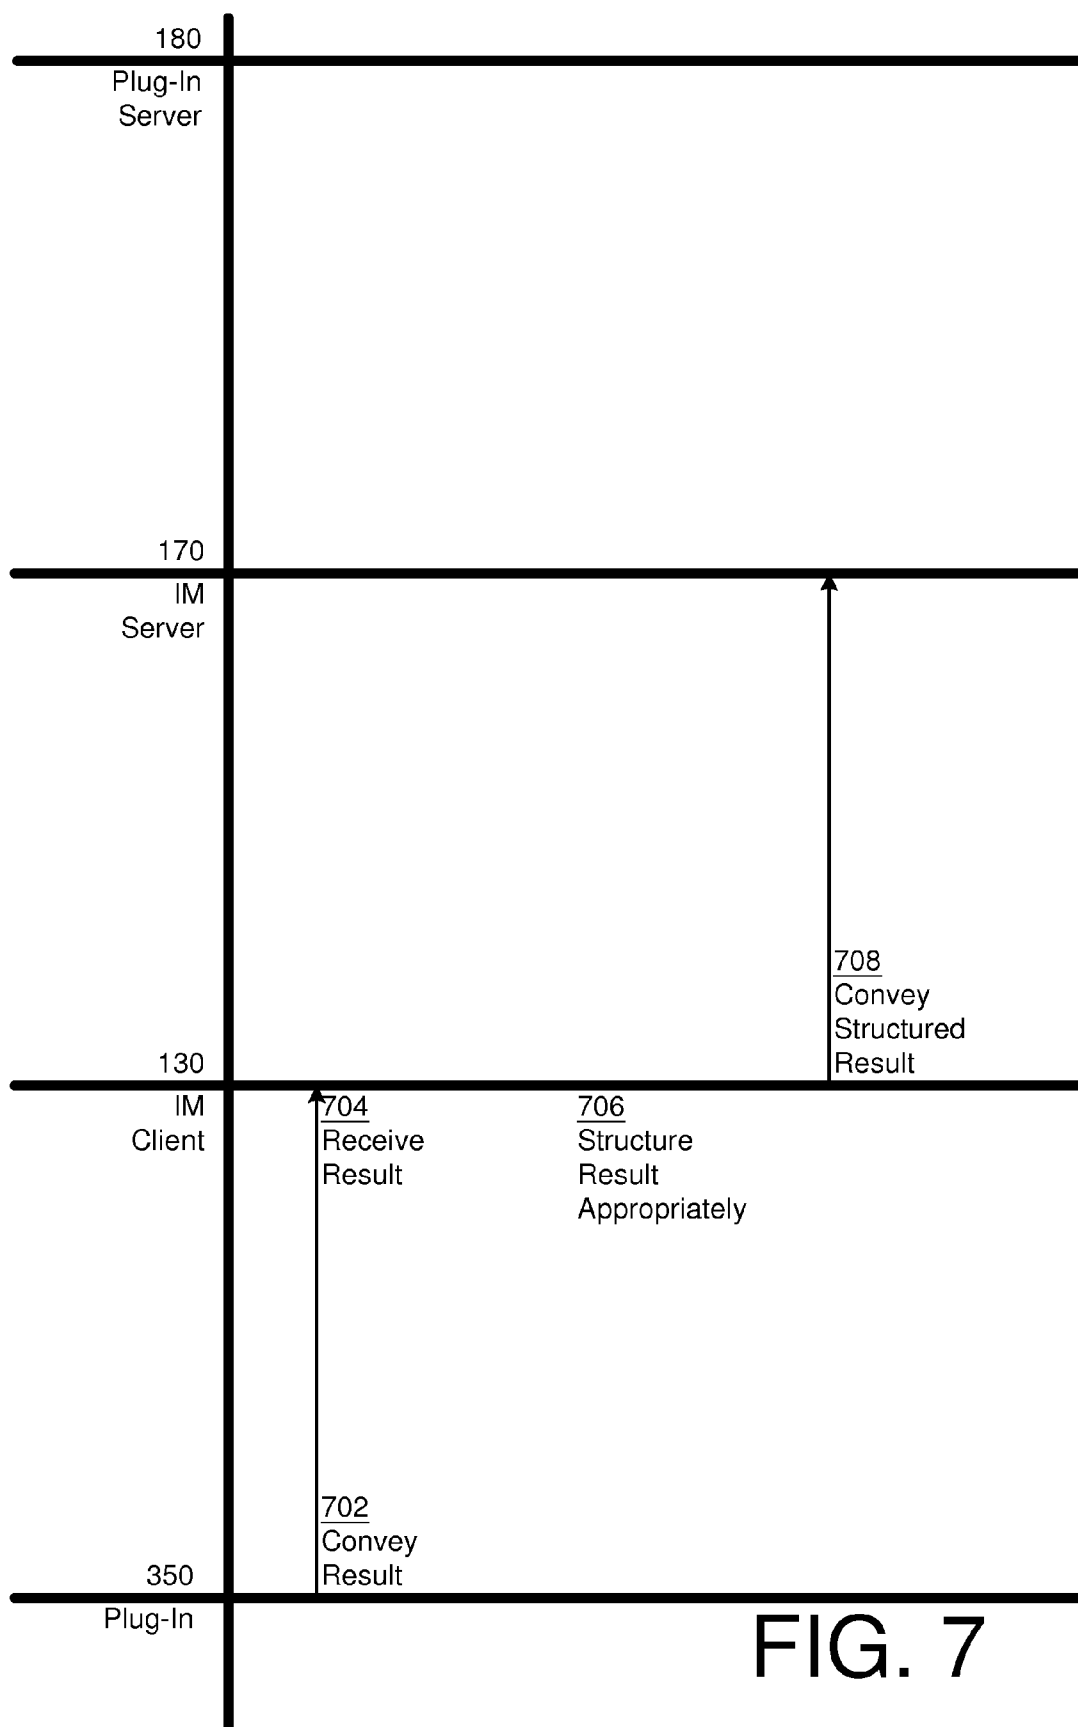 180
Plug-In
Server
170
IM
Server
708
Convey
Structured
Result
130
IM
Client
704
Receive
Result
706
Structure
Result
Appropriately
702
Convey
Result
350
Plug-In
FIG. 7